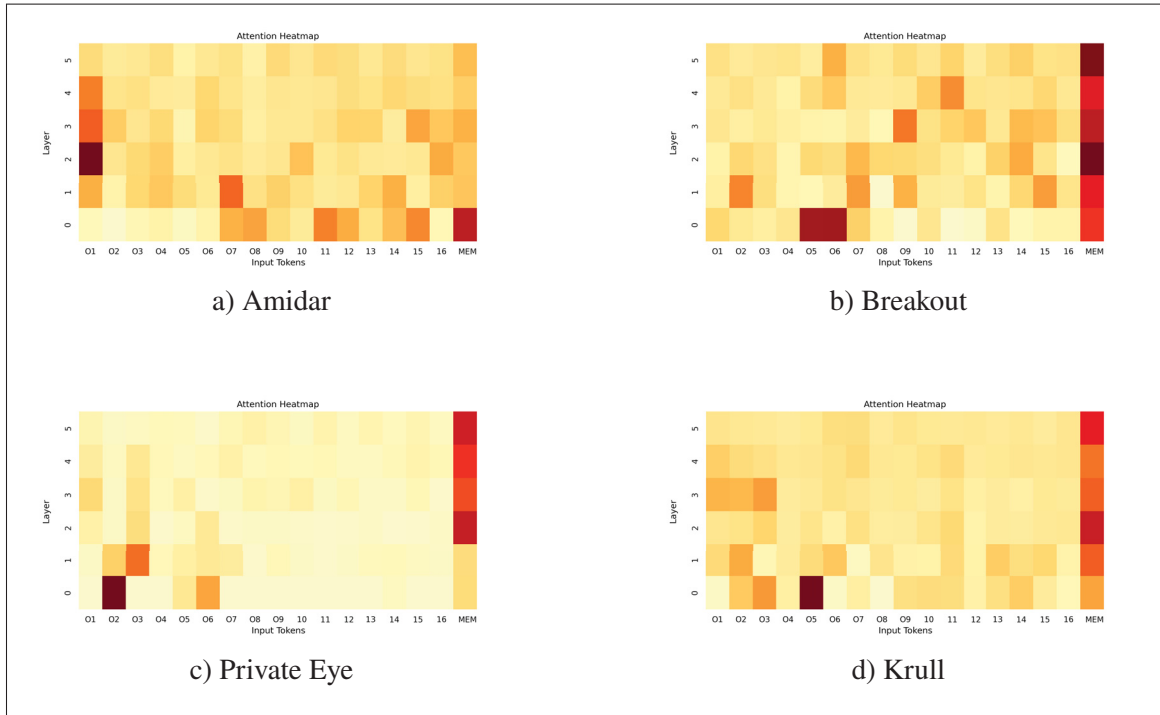 Attention Heatmap
Layer
5
4
3
2
1
0
O1 O2 O3 O4 O5 O6 O7 O8 O9 10 11 12 13 14 15 16 MEM
Input Tokens
a) Amidar
Attention Heatmap
Layer
5
4
3
2
1
0
O1 O2 O3 O4 O5 O6 O7 O8 O9 10 11 12 13 14 15 16 MEM
Input Tokens
b) Breakout
Attention Heatmap
Layer
5
4
3
2
1
0
O1 O2 O3 O4 O5 O6 O7 O8 O9 10 11 12 13 14 15 16 MEM
Input Tokens
c) Private Eye
Attention Heatmap
Layer
5
4
3
2
1
0
O1 O2 O3 O4 O5 O6 O7 O8 O9 10 11 12 13 14 15 16 MEM
Input Tokens
d) Krull